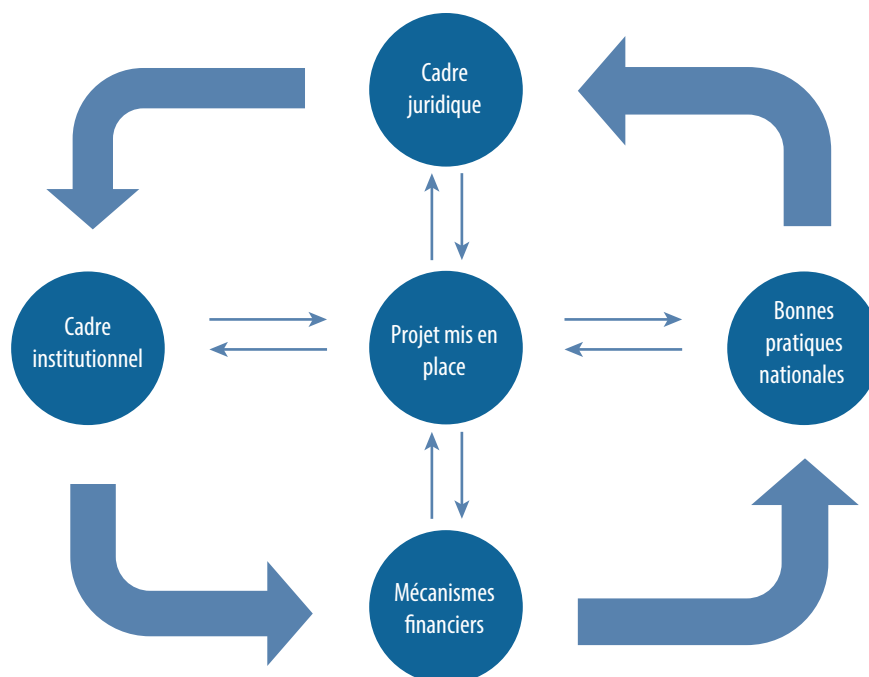 Cadre
juridique
Cadre
institutionnel
Projet mis en
place
Bonnes
pratiques
nationales
Mécanismes
financiers